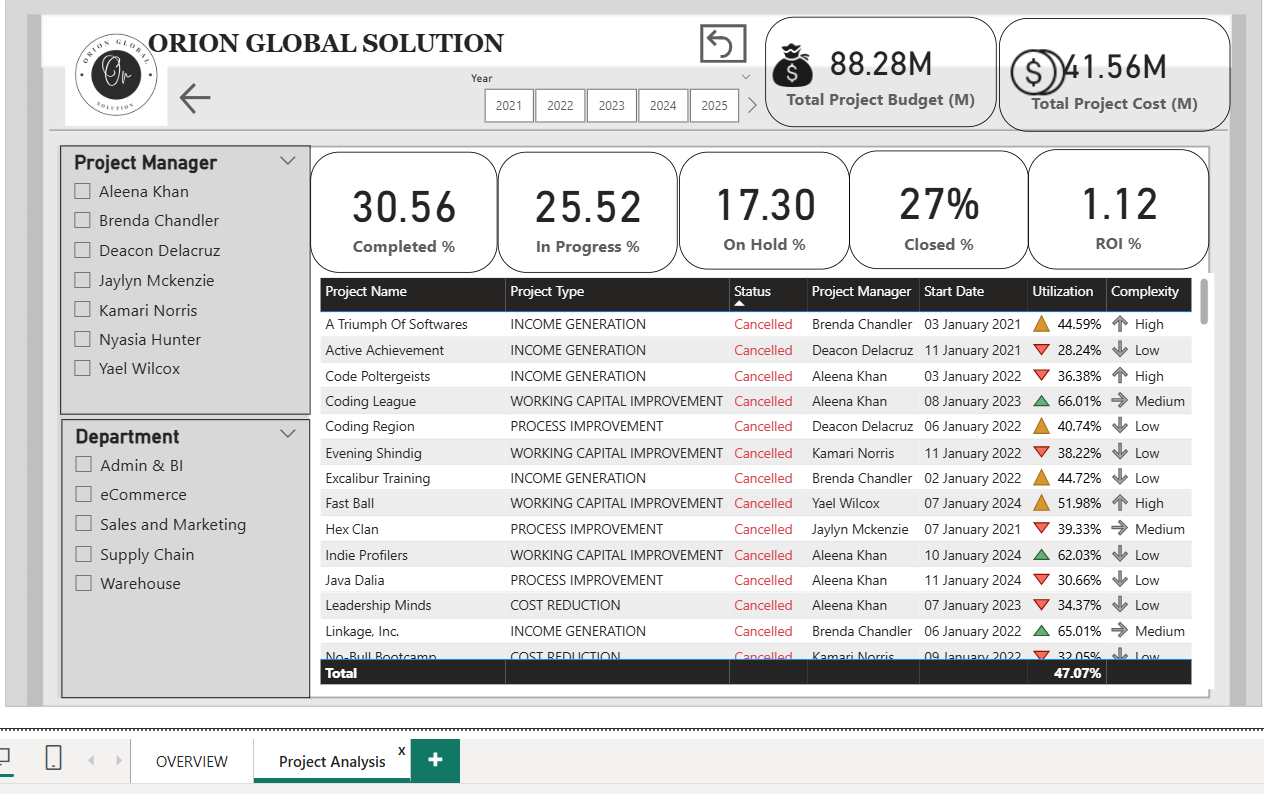 ORION GLOBAL SOLUTION
ORION GLOBAL
Or
SOLUTION
Year
2021 2022 2023 2024 2025
88.28M
Total Project Budget (M)
41.56M
Total Project Cost (M)
Project Manager
Aleena Khan
Brenda Chandler
Deacon Delacruz
Jaylyn Mckenzie
Kamari Norris
Nyasia Hunter
Yael Wilcox
Department
Admin & BI
eCommerce
Sales and Marketing
Supply Chain
Warehouse
30.56
Completed %
25.52
In Progress %
17.30
On Hold %
27%
Closed %
1.12
ROI %
Project Name Project Type Status Project Manager Start Date Utilization Complexity
A Triumph Of Softwares INCOME GENERATION Cancelled Brenda Chandler 03 January 2021 44.59% High
Active Achievement INCOME GENERATION Cancelled Deacon Delacruz 11 January 2021 28.24% Low
Code Poltergeists INCOME GENERATION Cancelled Aleena Khan 03 January 2022 36.38% High
Coding League WORKING CAPITAL IMPROVEMENT Cancelled Aleena Khan 08 January 2023 66.01% Medium
Coding Region PROCESS IMPROVEMENT Cancelled Deacon Delacruz 06 January 2022 40.74% Low
Evening Shindig WORKING CAPITAL IMPROVEMENT Cancelled Kamari Norris 11 January 2022 38.22% Low
Excalibur Training INCOME GENERATION Cancelled Brenda Chandler 02 January 2022 44.72% Low
Fast Ball WORKING CAPITAL IMPROVEMENT Cancelled Yael Wilcox 07 January 2024 51.98% High
Hex Clan PROCESS IMPROVEMENT Cancelled Jaylyn Mckenzie 07 January 2021 39.33% Medium
Indie Profilers WORKING CAPITAL IMPROVEMENT Cancelled Aleena Khan 10 January 2024 62.03% Low
Java Dalia PROCESS IMPROVEMENT Cancelled Aleena Khan 11 January 2024 30.66% Low
Leadership Minds COST REDUCTION Cancelled Aleena Khan 07 January 2023 34.37% Low
Linkage, Inc. INCOME GENERATION Cancelled Brenda Chandler 06 January 2022 65.01% Medium
No-Bull Bootcamp COST REDUCTION Cancelled Kamari Norris 09 January 2022 32.05% Low
Total 47.07%
OVERVIEW Project Analysis x +